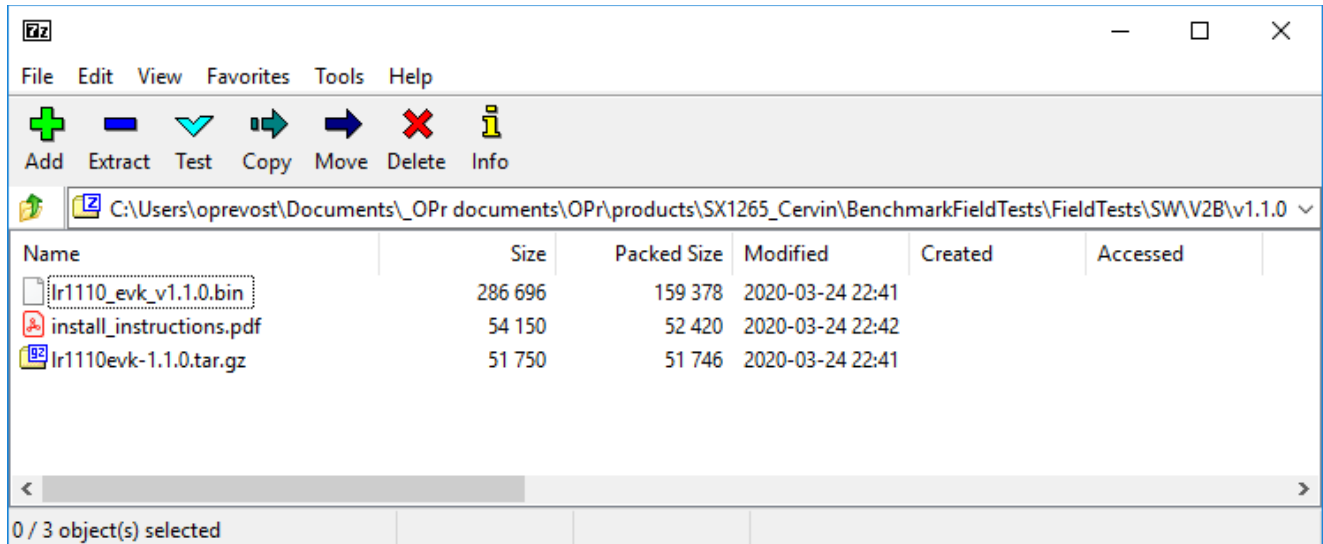 7z
File Edit View Favorites Tools Help
Add Extract Test Copy Move Delete Info
C:\Users\oprevost\Documents\_OPr documents\OPr\products\SX1265_Cervin\BenchmarkFieldTests\FieldTests\SW\V2B\v1.1.0
Name Size Packed Size Modified Created Accessed
lr1110_evk_v1.1.0.bin 286 696 159 378 2020-03-24 22:41
install_instructions.pdf 54 150 52 420 2020-03-24 22:42
lr1110evk-1.1.0.tar.gz 51 750 51 746 2020-03-24 22:41
0 / 3 object(s) selected